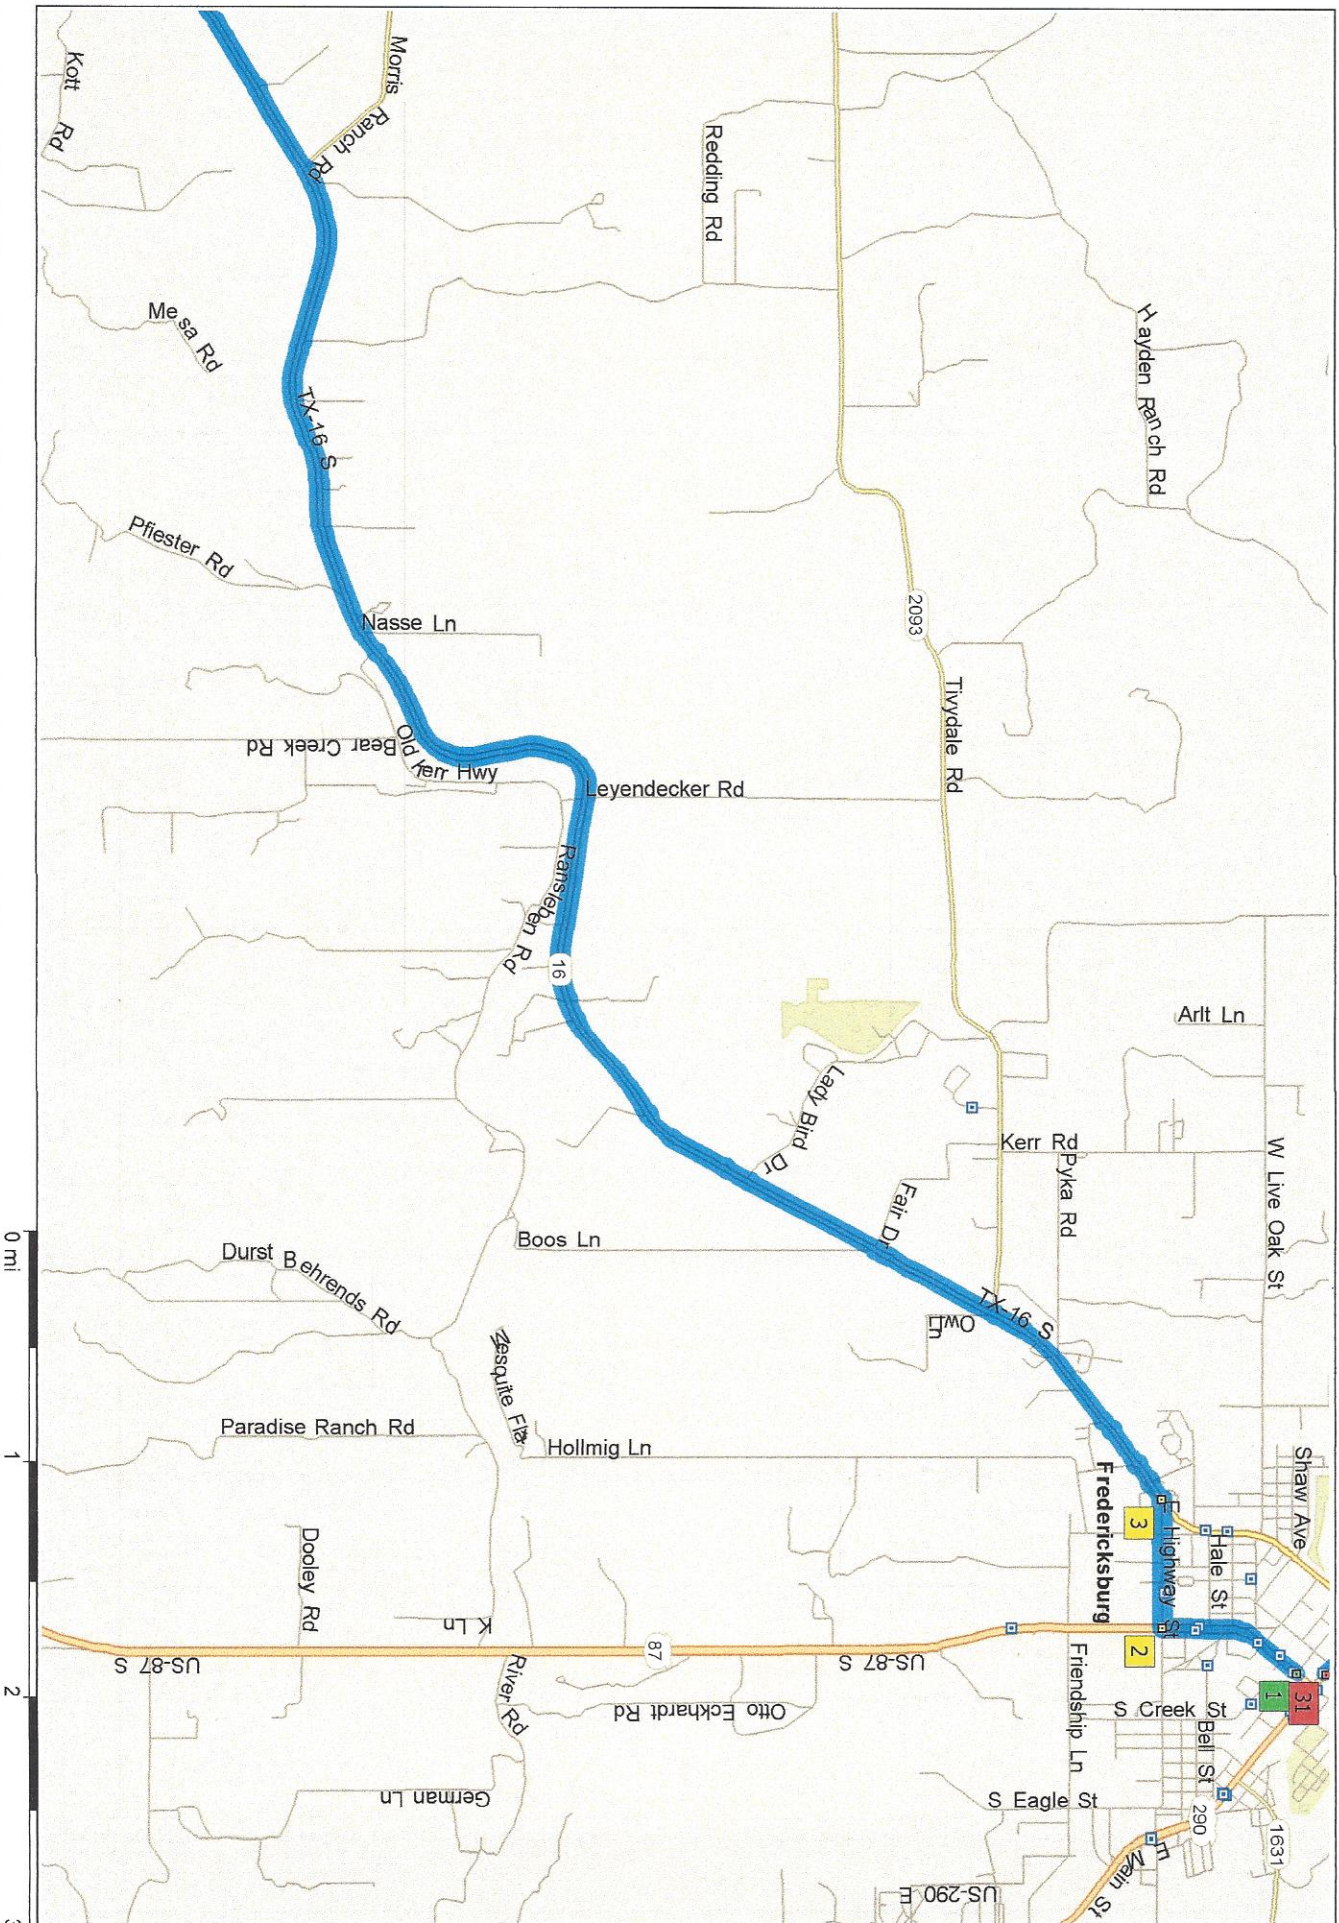 Kott Rd
Morris Ranch Rd
Redding Rd
Hayden Ranch Rd
Mesa Rd
TX-16 S
Pfiester Rd
2093
Nasse Ln
Tivydale Rd
Bear Creek Rd
Old Kerr Hwy
Leyendecker Rd
Ransleben Rd
16
Arlt Ln
Lady Bird Dr
Kerr Rd
Pyka Rd
W Live Oak St
Fair Dr
Boos Ln
Durst Behrends Rd
TX-16 S
Owl Ln
Mesquite Flat
Paradise Ranch Rd
Hollmig Ln
Shaw Ave
Fredericksburg
3
E Highway St
Hale St
Dooley Rd
K Ln
87
2
US-87 S
US-87 S
River Rd
Otto Eckhardt Rd
Friendship Ln
S Creek St
Bell St
1
31
German Ln
S Eagle St
290
1631
E Main St
US-290 E
0 mi
1
2
3